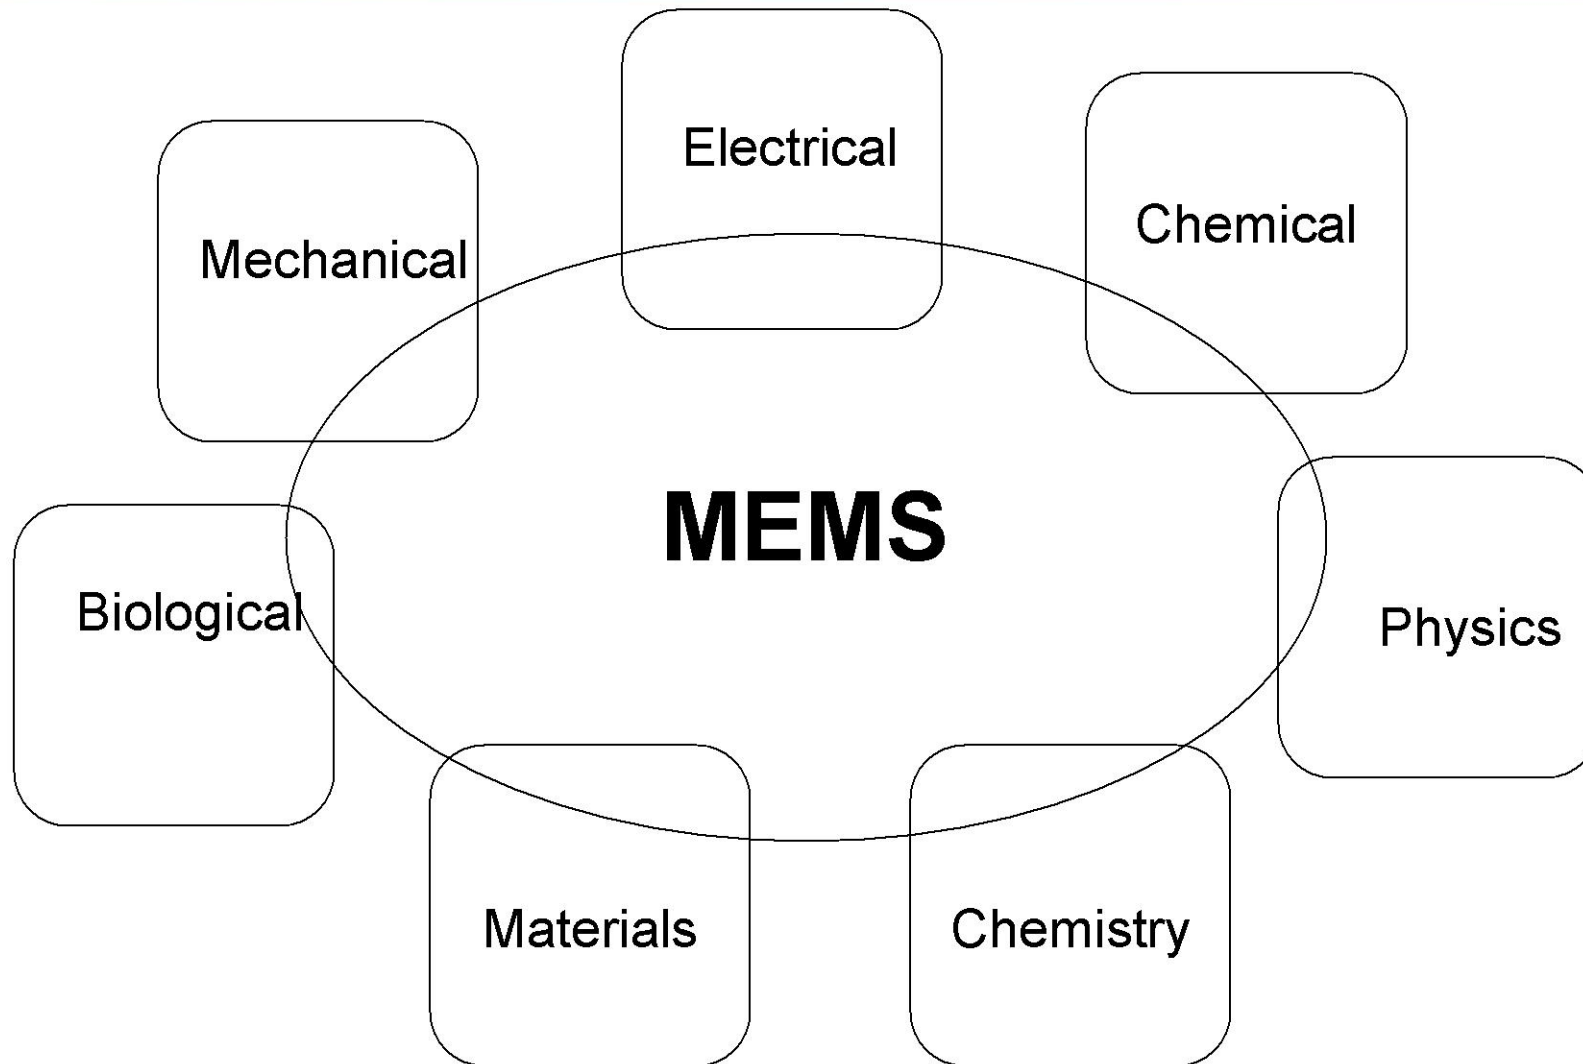 Electrical
Chemical
Mechanical
MEMS
Biological
Physics
Materials
Chemistry